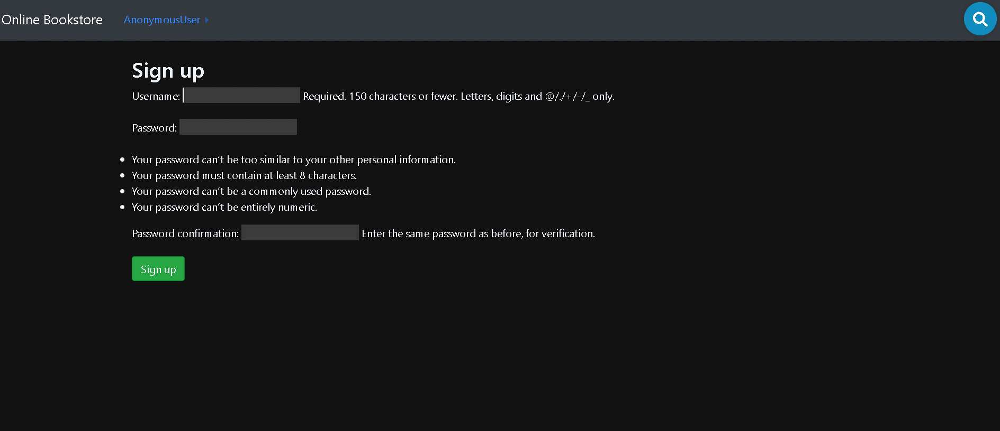 Online Bookstore AnonymousUser
Sign up
Username: Required. 150 characters or fewer. Letters, digits and @/./+/-/_ only.
Password:
Your password can’t be too similar to your other personal information.
Your password must contain at least 8 characters.
Your password can’t be a commonly used password.
Your password can’t be entirely numeric.
Password confirmation: Enter the same password as before, for verification.
Sign up